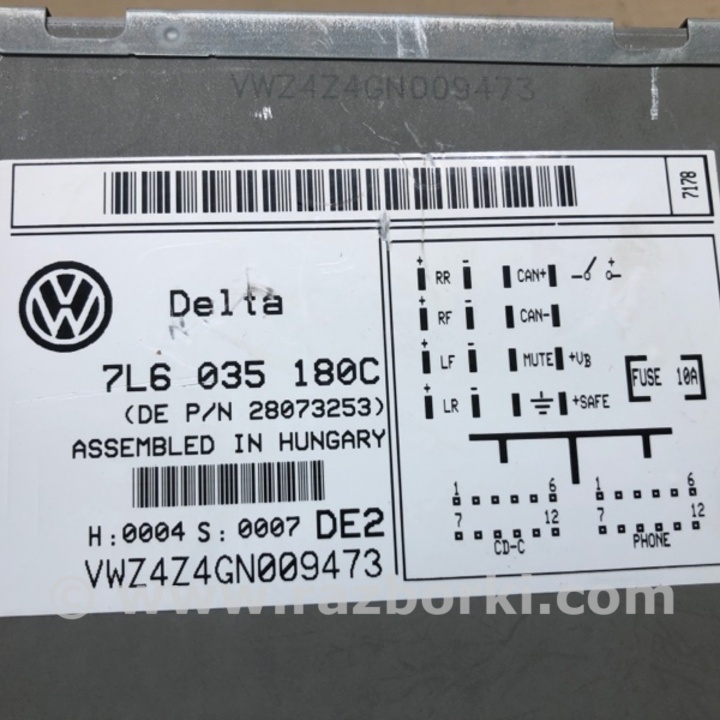 VWZ4Z4GN009473
7178
Delta
7L6 035 180C
(DE P/N 28073253)
ASSEMBLED IN HUNGARY
H:0004 S:0007 DE2
VWZ4Z4GN009473
+ RR - CAN+ +
+ RF - CAN-
+ LF - MUTE +VB
+ LR - +SAFE
FUSE 10A
1 6 1 6
7 12 7 12
CD-C PHONE
© www.razborki.com